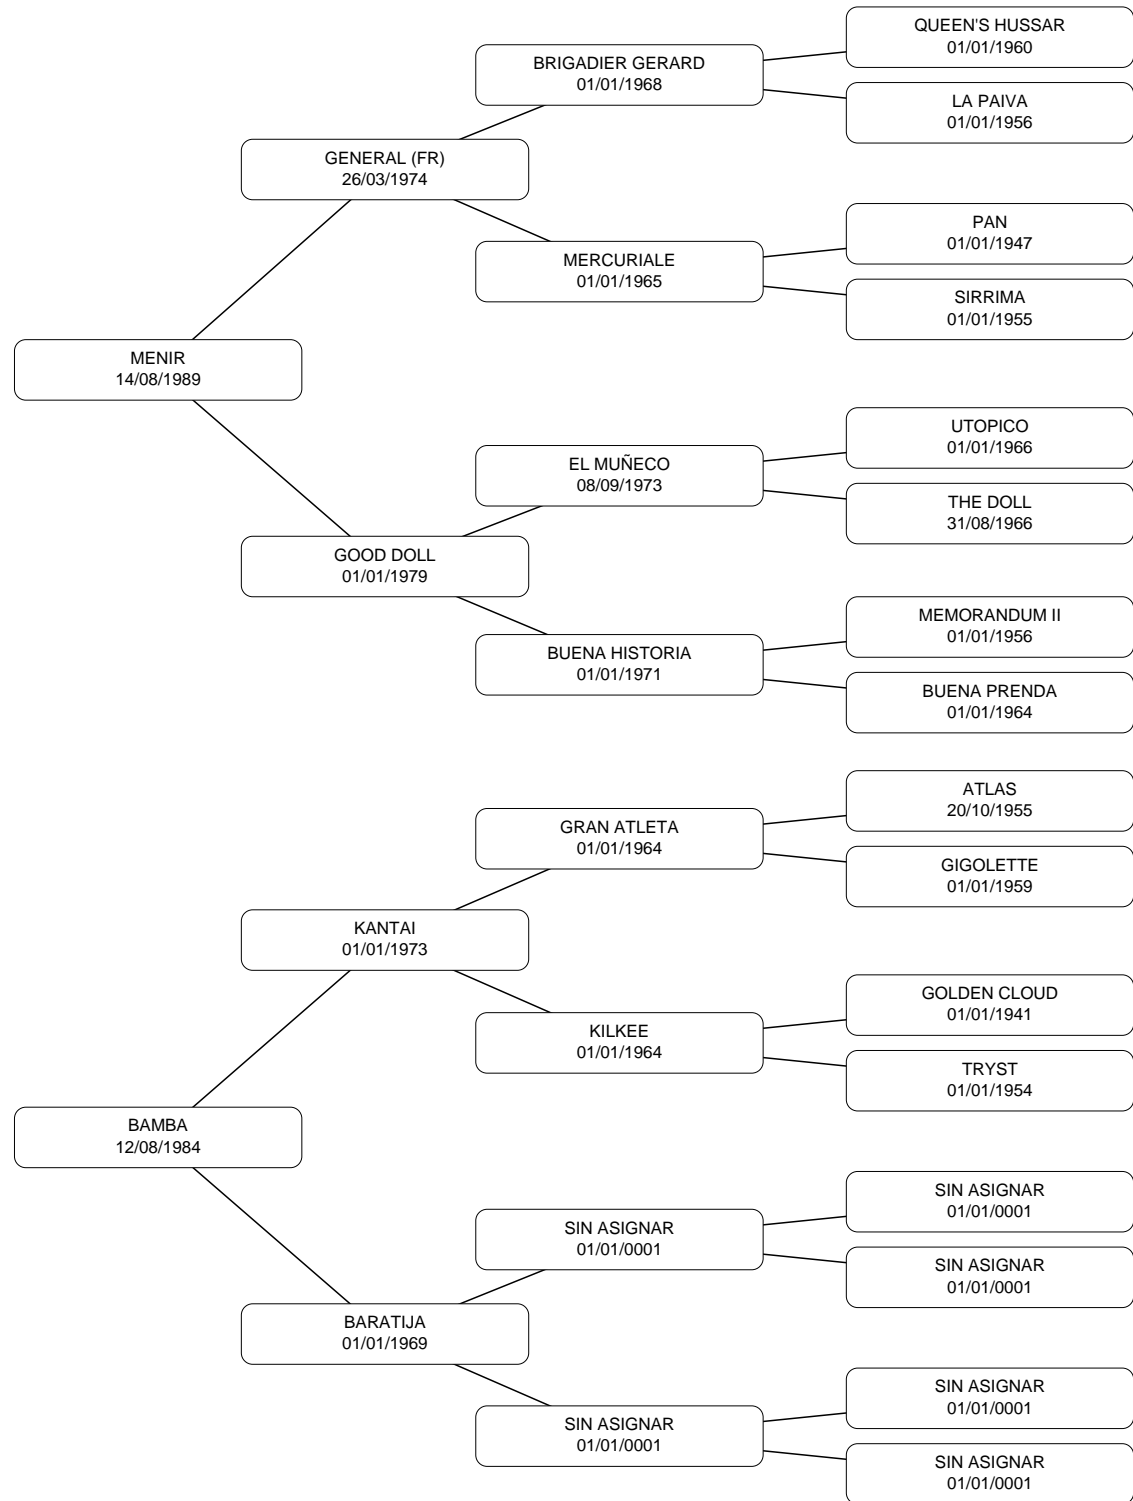 QUEEN'S HUSSAR
01/01/1960
BRIGADIER GERARD
01/01/1968
LA PAIVA
01/01/1956
GENERAL (FR)
26/03/1974
PAN
01/01/1947
MERCURIALE
01/01/1965
SIRRIMA
01/01/1955
MENIR
14/08/1989
UTOPICO
01/01/1966
EL MUÑECO
08/09/1973
THE DOLL
31/08/1966
GOOD DOLL
01/01/1979
MEMORANDUM II
01/01/1956
BUENA HISTORIA
01/01/1971
BUENA PRENDA
01/01/1964
ATLAS
20/10/1955
GRAN ATLETA
01/01/1964
GIGOLETTE
01/01/1959
KANTAI
01/01/1973
GOLDEN CLOUD
01/01/1941
KILKEE
01/01/1964
TRYST
01/01/1954
BAMBA
12/08/1984
SIN ASIGNAR
01/01/0001
SIN ASIGNAR
01/01/0001
SIN ASIGNAR
01/01/0001
BARATIJA
01/01/1969
SIN ASIGNAR
01/01/0001
SIN ASIGNAR
01/01/0001
SIN ASIGNAR
01/01/0001